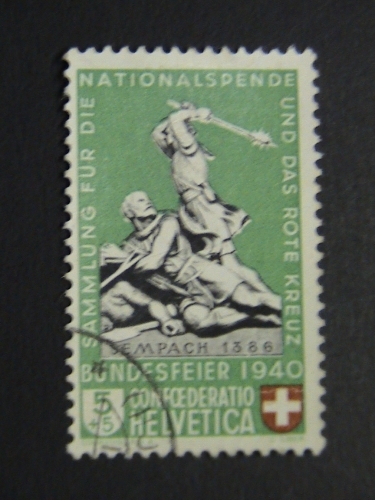 SAMMLUNG FÜR DIE
NATIONALSPENDE
UND DAS ROTE KREUZ
SEMPACH 1386
BUNDESFEIER 1940
5
+5
CONFŒDERATIO
HELVETICA